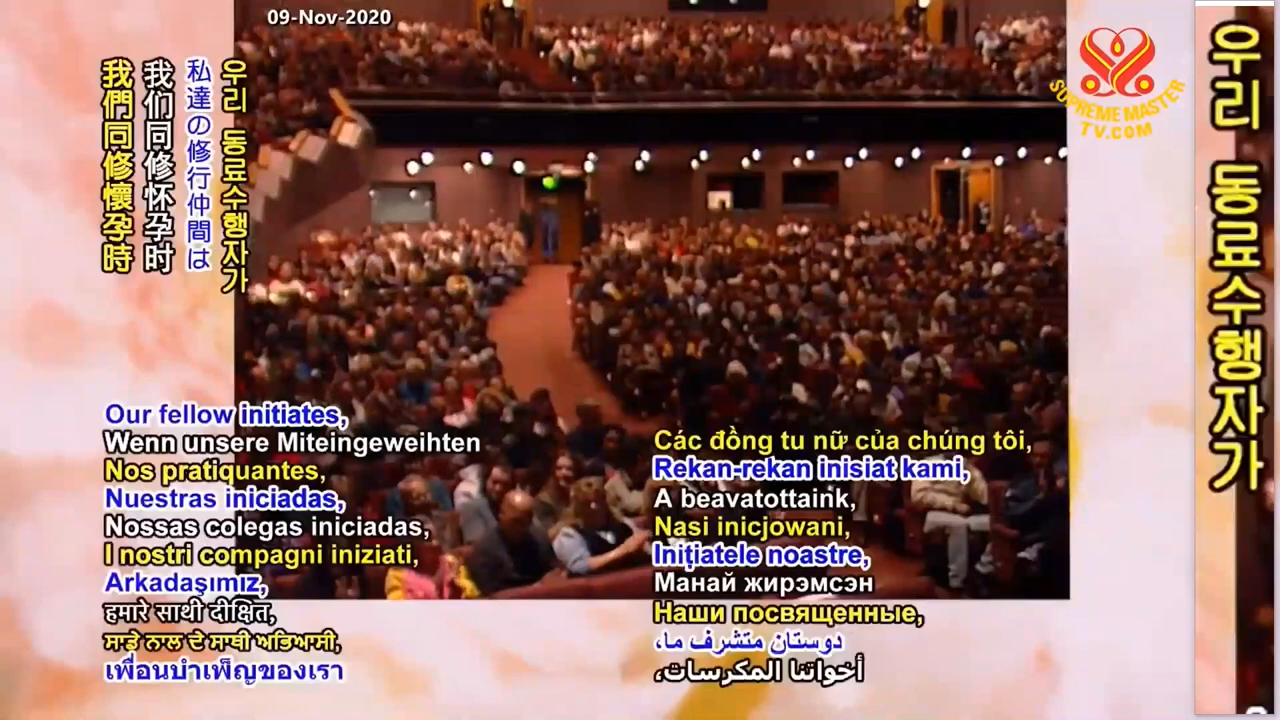 09-Nov-2020
SUPREME MASTER
TV.COM
우리 동료수행자가
私達の修行仲間は
我们同修怀孕时
我們同修懷孕時
우리 동료수행자가
Our fellow initiates,
Wenn unsere Miteingeweihten
Nos pratiquantes,
Nuestras iniciadas,
Nossas colegas iniciadas,
I nostri compagni iniziati,
Arkadaşımız,
हमारे साथी दीक्षित,
ਸਾਡੇ ਨਾਲ ਦੇ ਸਾਥੀ ਅਭਿਆਸੀ,
เพื่อนบำเพ็ญของเรา
Các đồng tu nữ của chúng tôi,
Rekan-rekan inisiat kami,
A beavatottaink,
Nasi inicjowani,
Inițiatele noastre,
Манай жирэмсэн
Наши посвященные,
دوستان متشرف ما،
أخواتنا المكرسات،